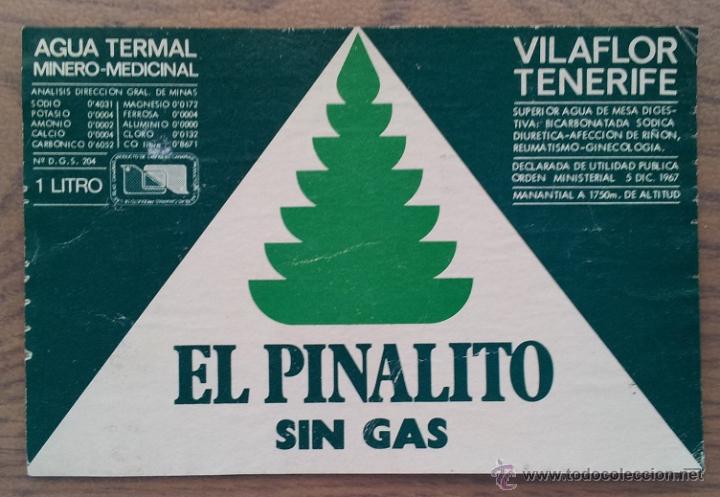 AGUA TERMAL
MINERO-MEDICINAL
ANALISIS DIRECCION GRAL. DE MINAS
SODIO 0'4031 MAGNESIO 0'0172
POTASIO 0'0004 FERROSA 0'0004
AMONIO 0'0002 ALUMINIO 0'0000
CALCIO 0'0004 CLORO 0'0132
CARBONICO 0'6052 0'8671
Nº D.G.S. 204
1 LITRO
VILAFLOR
TENERIFE
SUPERIOR AGUA DE MESA DIGES-
TIVA; BICARBONATADA SODICA
DIURETICA-AFECCION DE RIÑON,
REUMATISMO-GINECOLOGIA.
DECLARADA DE UTILIDAD PUBLICA
ORDEN MINISTERIAL 5 DIC. 1967
MANANTIAL A 1750m. DE ALTITUD
EL PINALITO
SIN GAS
www.todocoleccion.net